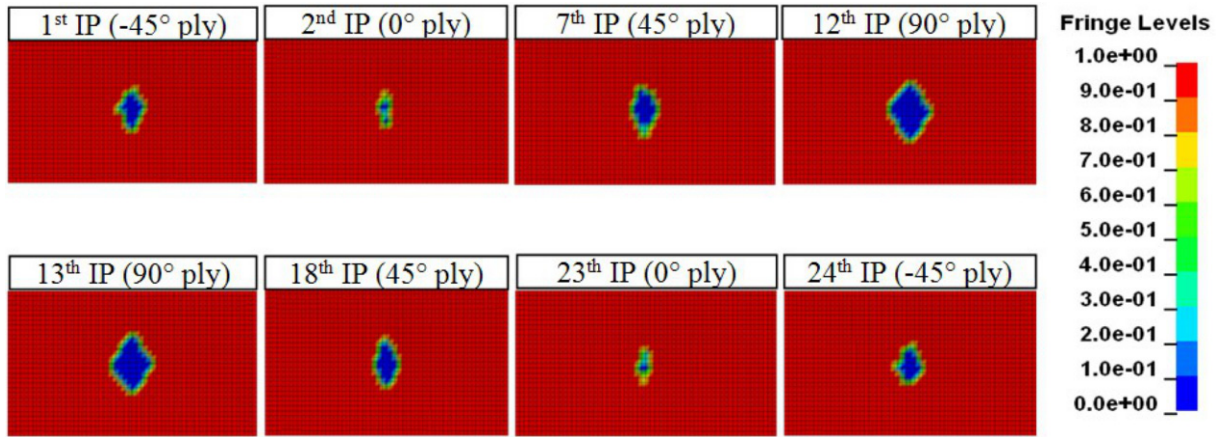 1st IP (-45° ply)
2nd IP (0° ply)
7th IP (45° ply)
12th IP (90° ply)
Fringe Levels
1.0e+00
9.0e-01
8.0e-01
7.0e-01
6.0e-01
5.0e-01
4.0e-01
3.0e-01
2.0e-01
1.0e-01
0.0e+00
13th IP (90° ply)
18th IP (45° ply)
23th IP (0° ply)
24th IP (-45° ply)